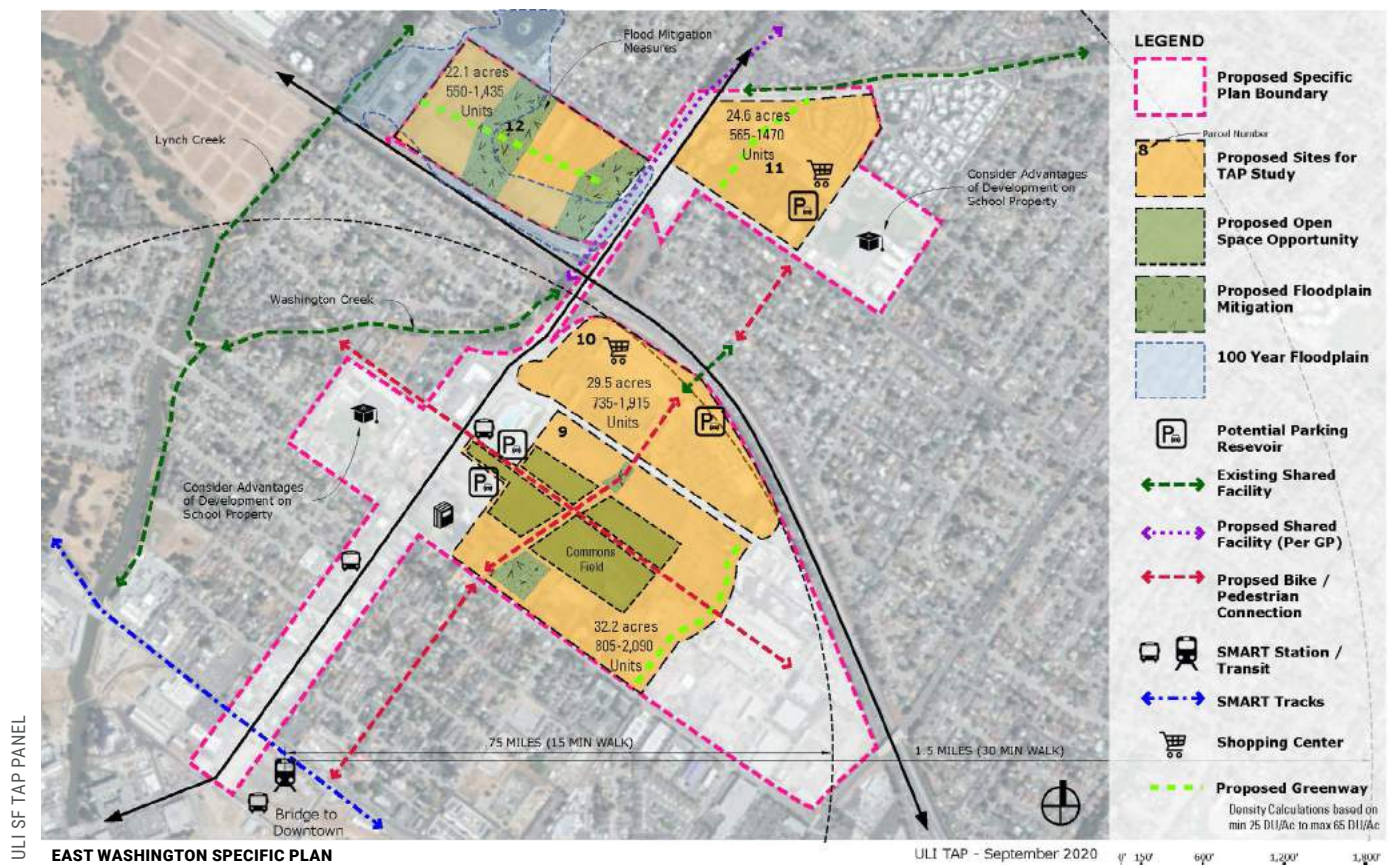 Flood Mitigation
Measures
22.1 acres
550-1,435
Units
12
24.6 acres
565-1470
Units
11
Lynch Creek
Consider Advantages
of Development on
School Property
Washington Creek
10
29.5 acres
735-1,915
Units
9
Consider Advantages
of Development on
School Property
Commons
Field
32.2 acres
805-2,090
Units
.75 MILES (15 MIN WALK)
1.5 MILES (30 MIN WALK)
Bridge to
Downtown
LEGEND
Proposed Specific
Plan Boundary
Parcel Number
8
Proposed Sites for
TAP Study
Proposed Open
Space Opportunity
Proposed Floodplain
Mitigation
100 Year Floodplain
P
Potential Parking
Resevoir
Existing Shared
Facility
Propsed Shared
Facility (Per GP)
Propsed Bike /
Pedestrian
Connection
SMART Station /
Transit
SMART Tracks
Shopping Center
Proposed Greenway
Density Calculations based on
min 25 DU/Ac to max 65 DU/Ac
P
P
P
P
ULI SF TAP PANEL
EAST WASHINGTON SPECIFIC PLAN
ULI TAP - September 2020
0' 150' 600' 1,200' 1,800'